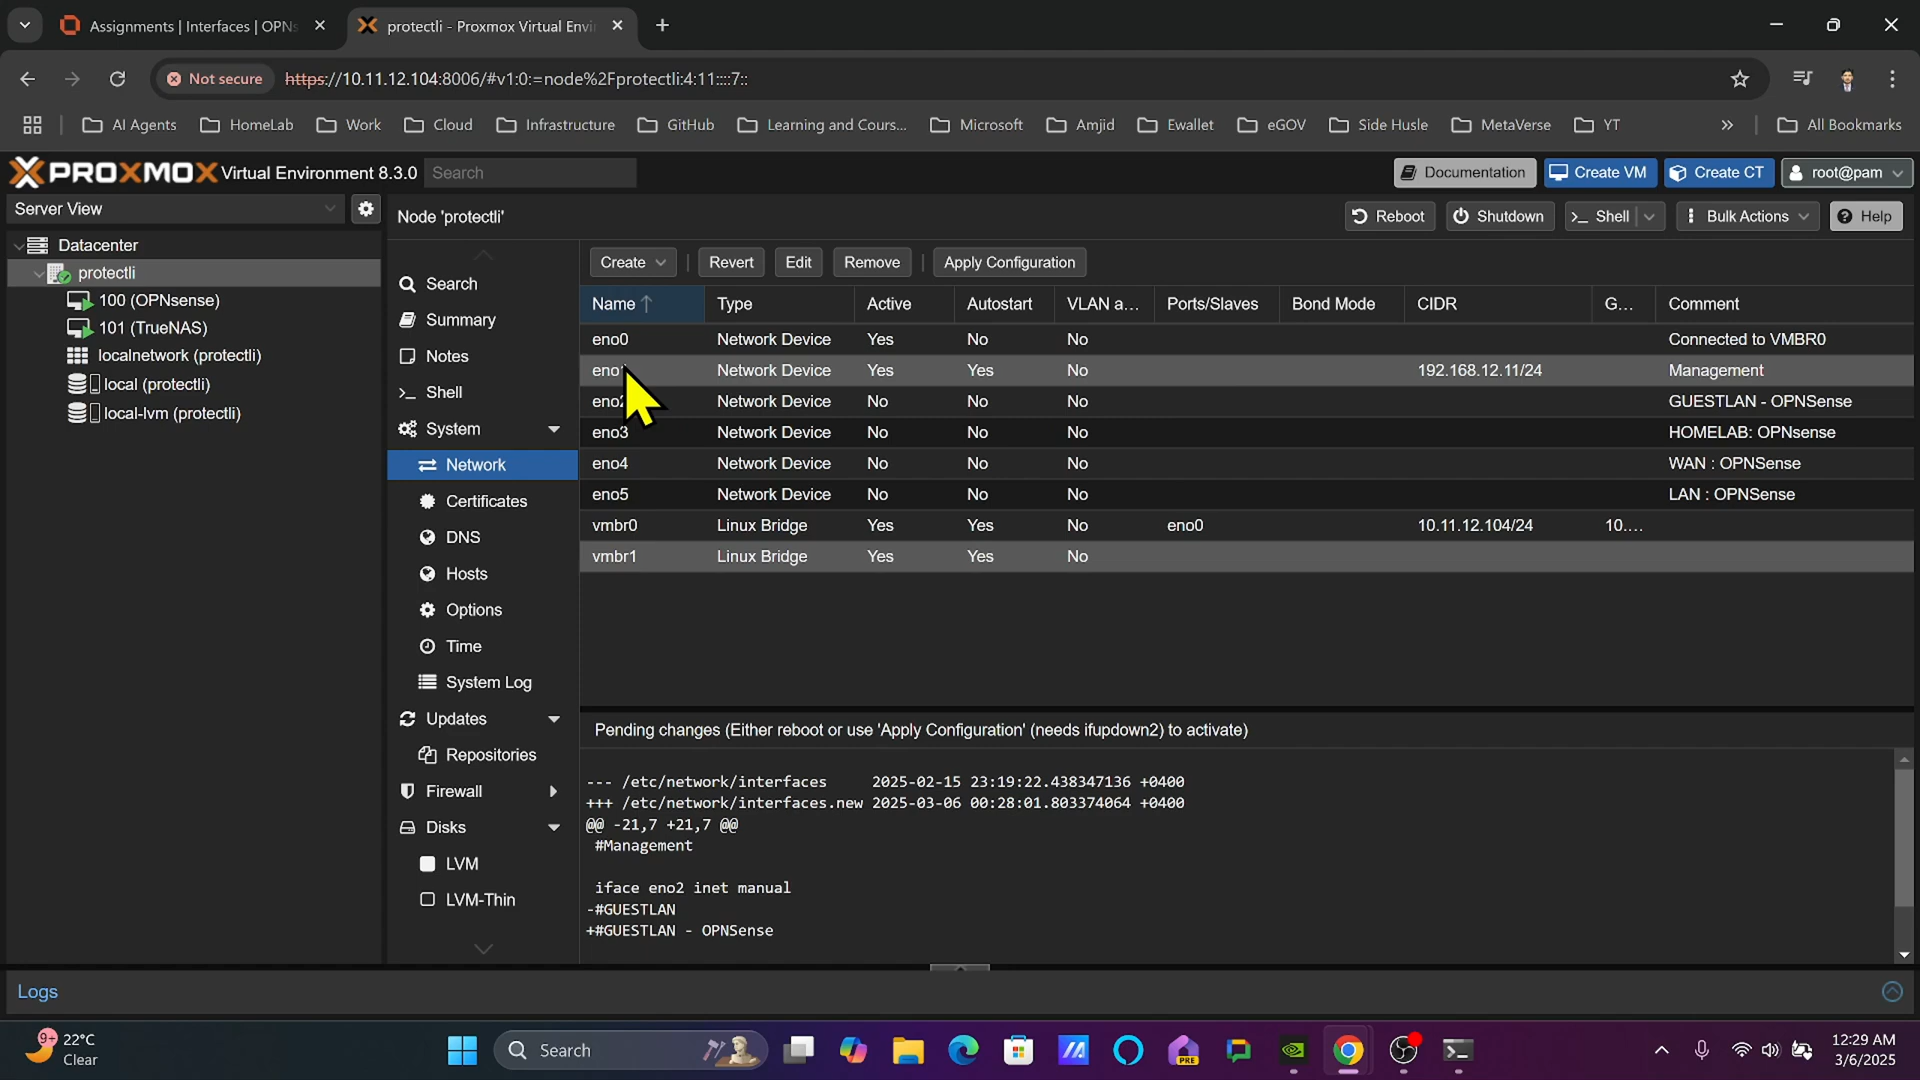 Assignments | Interfaces | OPNs
protectli - Proxmox Virtual Envi
Not secure https://10.11.12.104:8006/#v1:0:=node%2Fprotectli:4:11::::7::
AI Agents HomeLab Work Cloud Infrastructure GitHub Learning and Cours... Microsoft Amjid Ewallet eGOV Side Husle MetaVerse YT » All Bookmarks
PROXMOX Virtual Environment 8.3.0 Search Documentation Create VM Create CT root@pam
Server View
Node 'protectli' Reboot Shutdown >_ Shell Bulk Actions Help
Datacenter
protectli
100 (OPNsense)
101 (TrueNAS)
localnetwork (protectli)
local (protectli)
local-lvm (protectli)
Search
Summary
Notes
>_ Shell
System
Network
Certificates
DNS
Hosts
Options
Time
System Log
Updates
Repositories
Firewall
Disks
LVM
LVM-Thin
Create Revert Edit Remove Apply Configuration
Name Type Active Autostart VLAN a... Ports/Slaves Bond Mode CIDR G... Comment
eno0 Network Device Yes No No Connected to VMBR0
Network Device Yes Yes No 192.168.12.11/24 Management
Network Device No No No GUESTLAN - OPNSense
eno3 Network Device No No No HOMELAB: OPNsense
eno4 Network Device No No No WAN : OPNSense
eno5 Network Device No No No LAN : OPNSense
vmbr0 Linux Bridge Yes Yes No eno0 10.11.12.104/24 10....
vmbr1 Linux Bridge Yes Yes No
Pending changes (Either reboot or use 'Apply Configuration' (needs ifupdown2) to activate)
--- /etc/network/interfaces 2025-02-15 23:19:22.438347136 +0400
+++ /etc/network/interfaces.new 2025-03-06 00:28:01.803374064 +0400
@@ -21,7 +21,7 @@
#Management
iface eno2 inet manual
-#GUESTLAN
+#GUESTLAN - OPNSense
Logs
9+ 22°C
Clear
Search
PRE
12:29 AM
3/6/2025